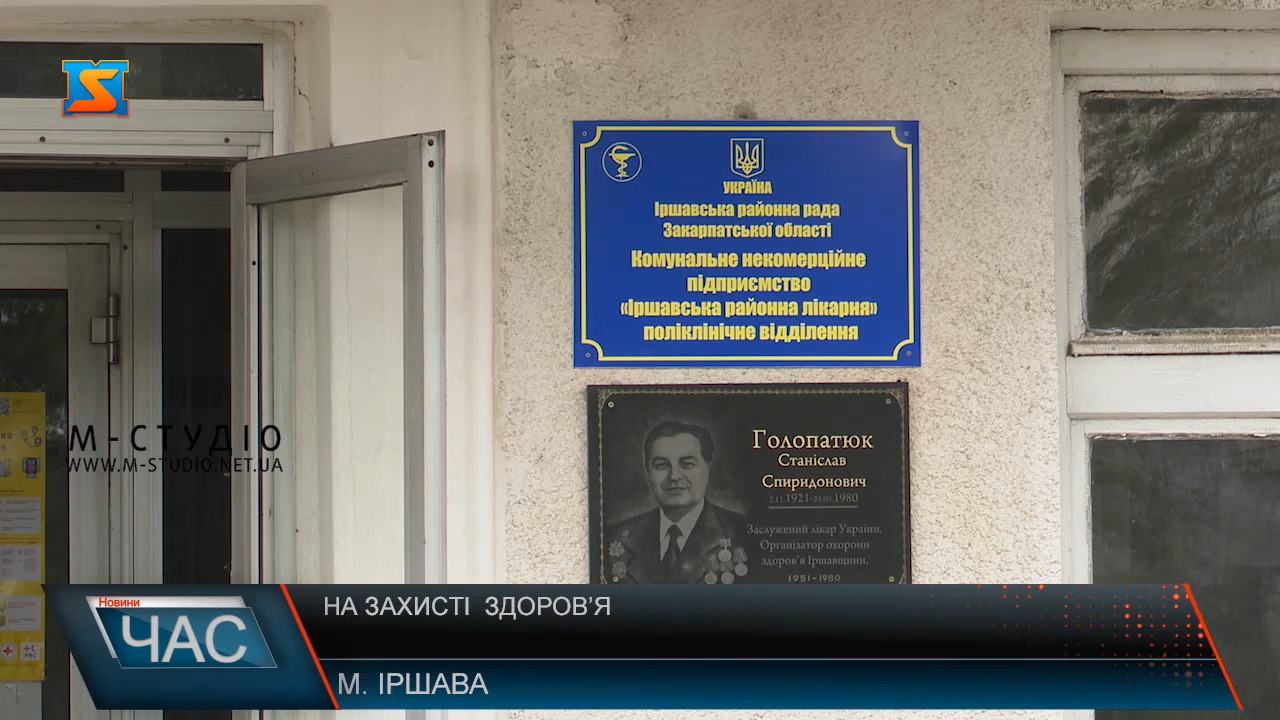 УКРАЇНА
Іршавська районна рада
Закарпатської області
Комунальне некомерційне
підприємство
«Іршавська районна лікарня»
поліклінічне відділення
Голопатюк
Станіслав
Спиридонович
2.11.1921-24.05.1980
Заслужений лікар України.
Організатор охорони
здоров'я Іршавщини.
1951-1980
М-СТУДІО
WWW.M-STUDIO.NET.UA
Новини
ЧАС
НА ЗАХИСТІ ЗДОРОВ’Я
М. ІРШАВА